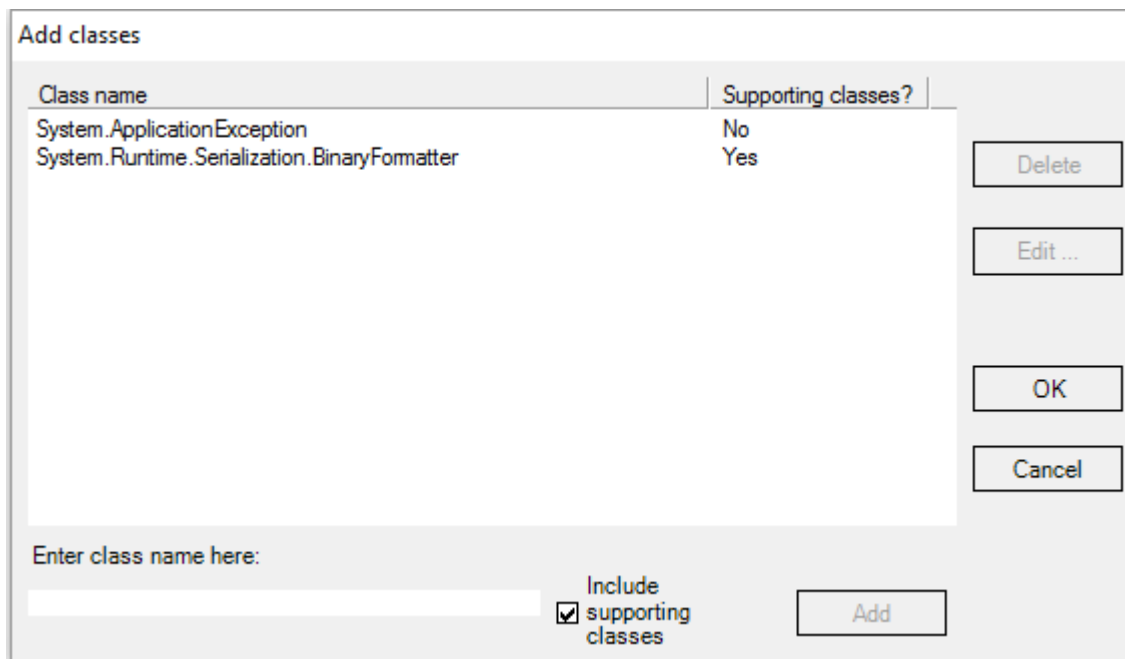 Add classes
Class name Supporting classes?
System.ApplicationException No
System.Runtime.Serialization.BinaryFormatter Yes
Delete
Edit ...
OK
Cancel
Enter class name here:
Include
supporting
classes
Add